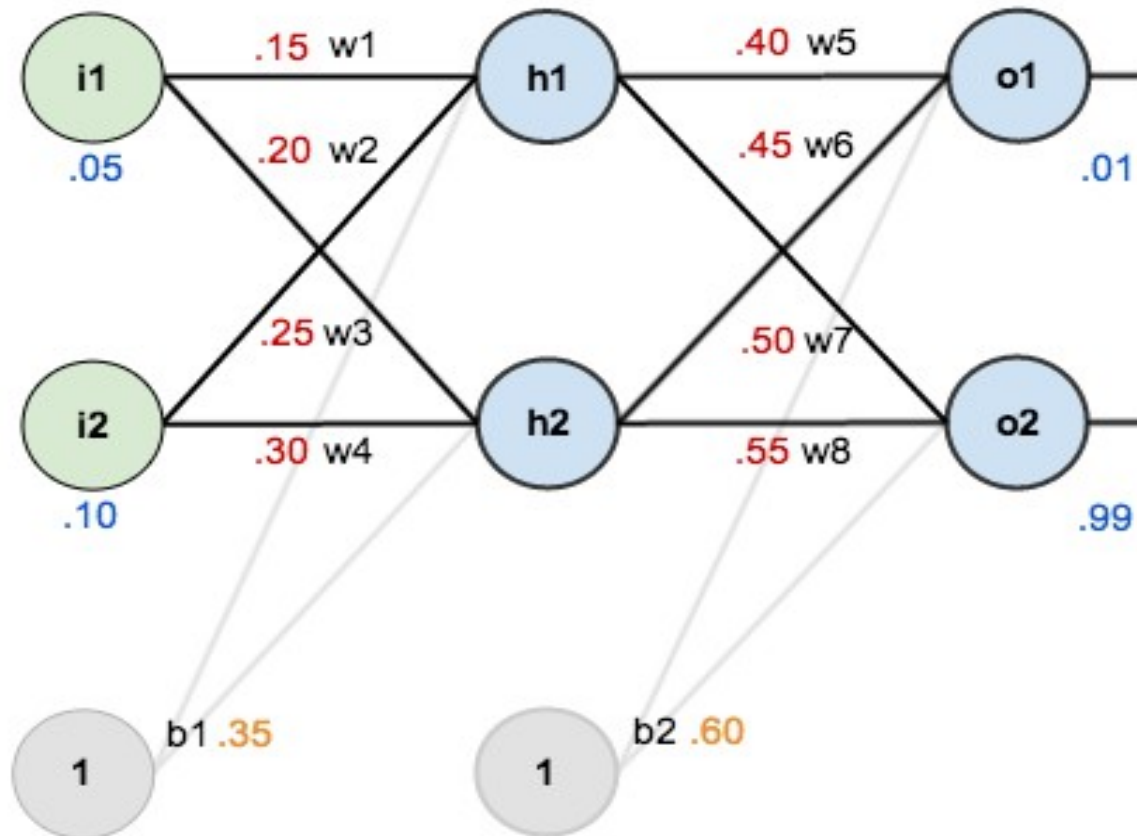 .15 w1
.40 w5
i1
h1
o1
.20 w2
.45 w6
.05
.01
.25 w3
.50 w7
i2
h2
o2
.30 w4
.55 w8
.10
.99
b1 .35
b2 .60
1
1